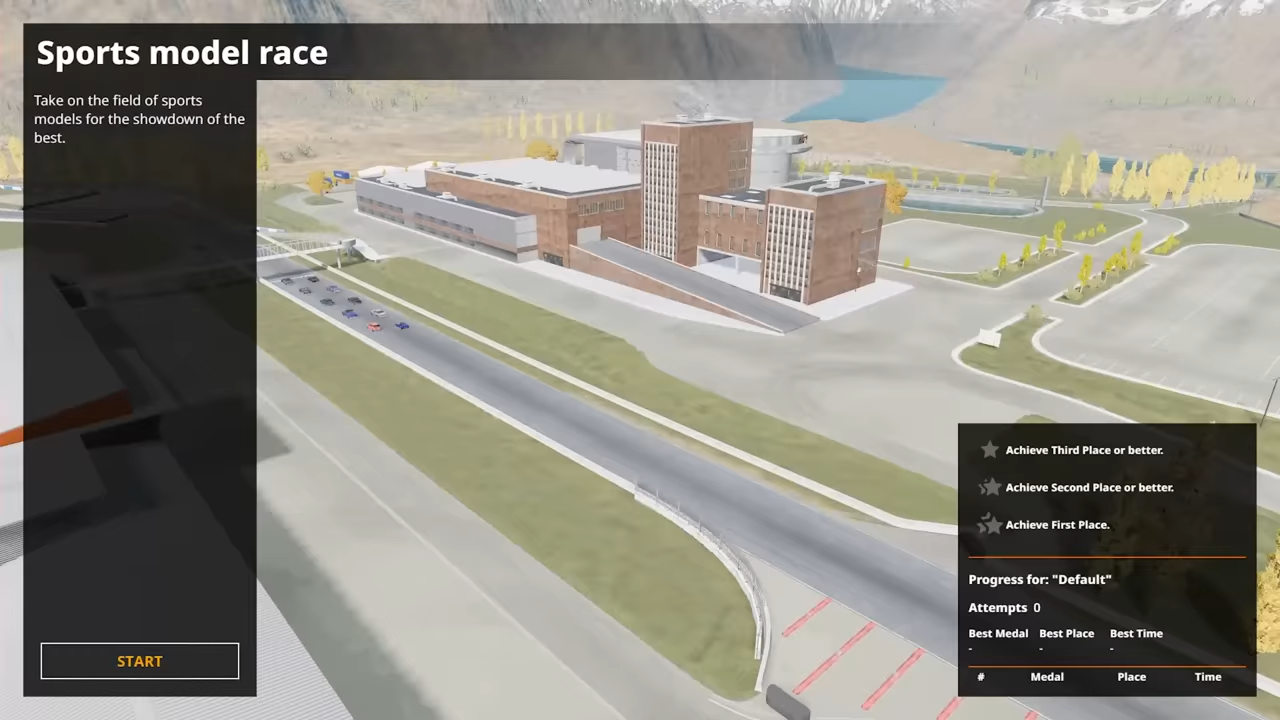 Sports model race
Take on the field of sports
models for the showdown of the
best.
START
Achieve Third Place or better.
Achieve Second Place or better.
Achieve First Place.
Progress for: "Default"
Attempts 0
Best Medal Best Place Best Time
- - -
# Medal Place Time